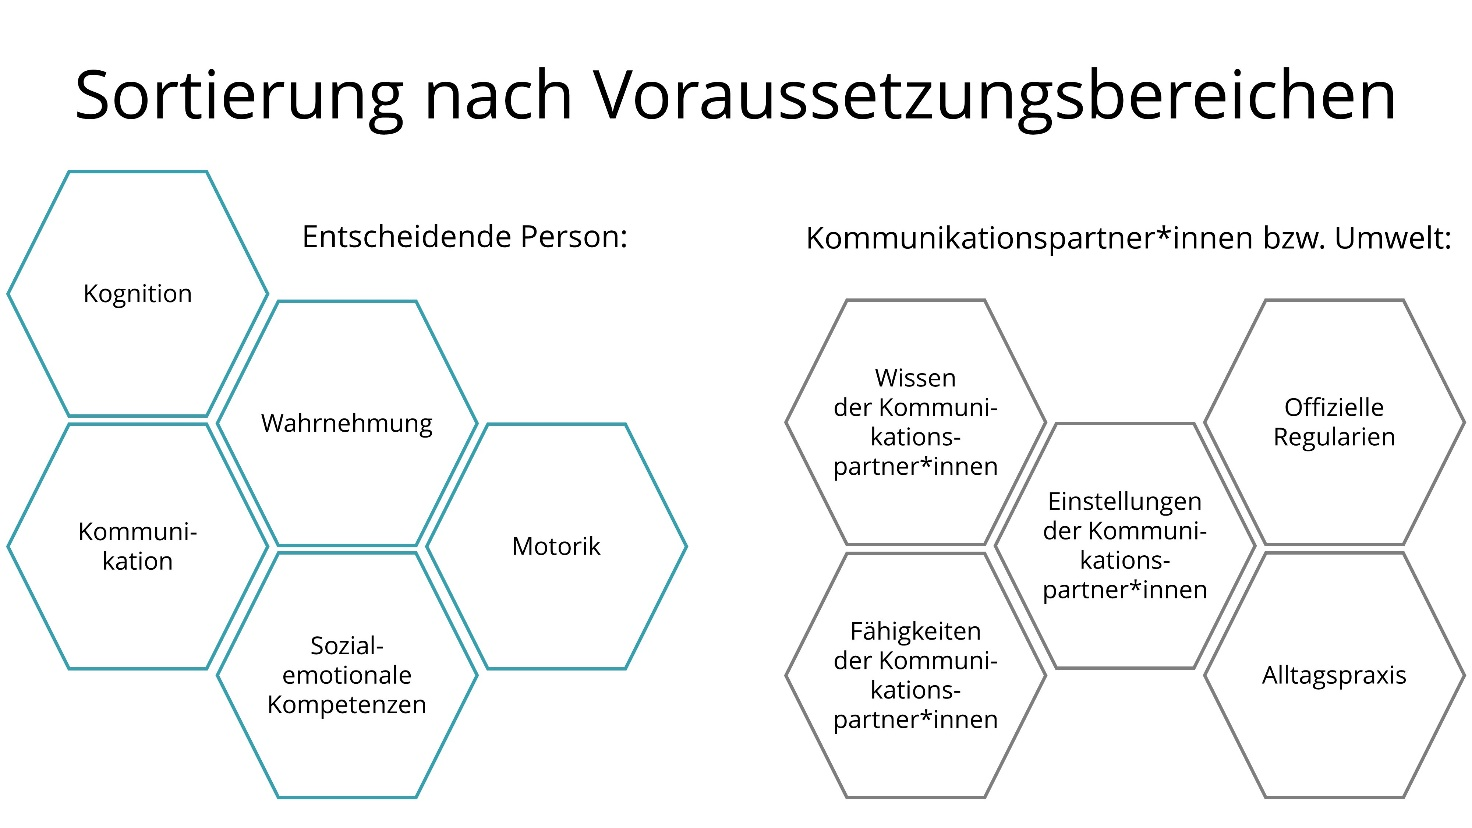 Sortierung nach Voraussetzungsbereichen
Entscheidende Person:
Kognition
Wahrnehmung
Kommuni-
kation
Motorik
Sozial-
emotionale
Kompetenzen
Kommunikationspartner*innen bzw. Umwelt:
Wissen
der Kommuni-
kations-
partner*innen
Offizielle
Regularien
Einstellungen
der Kommuni-
kations-
partner*innen
Fähigkeiten
der Kommuni-
kations-
partner*innen
Alltagspraxis